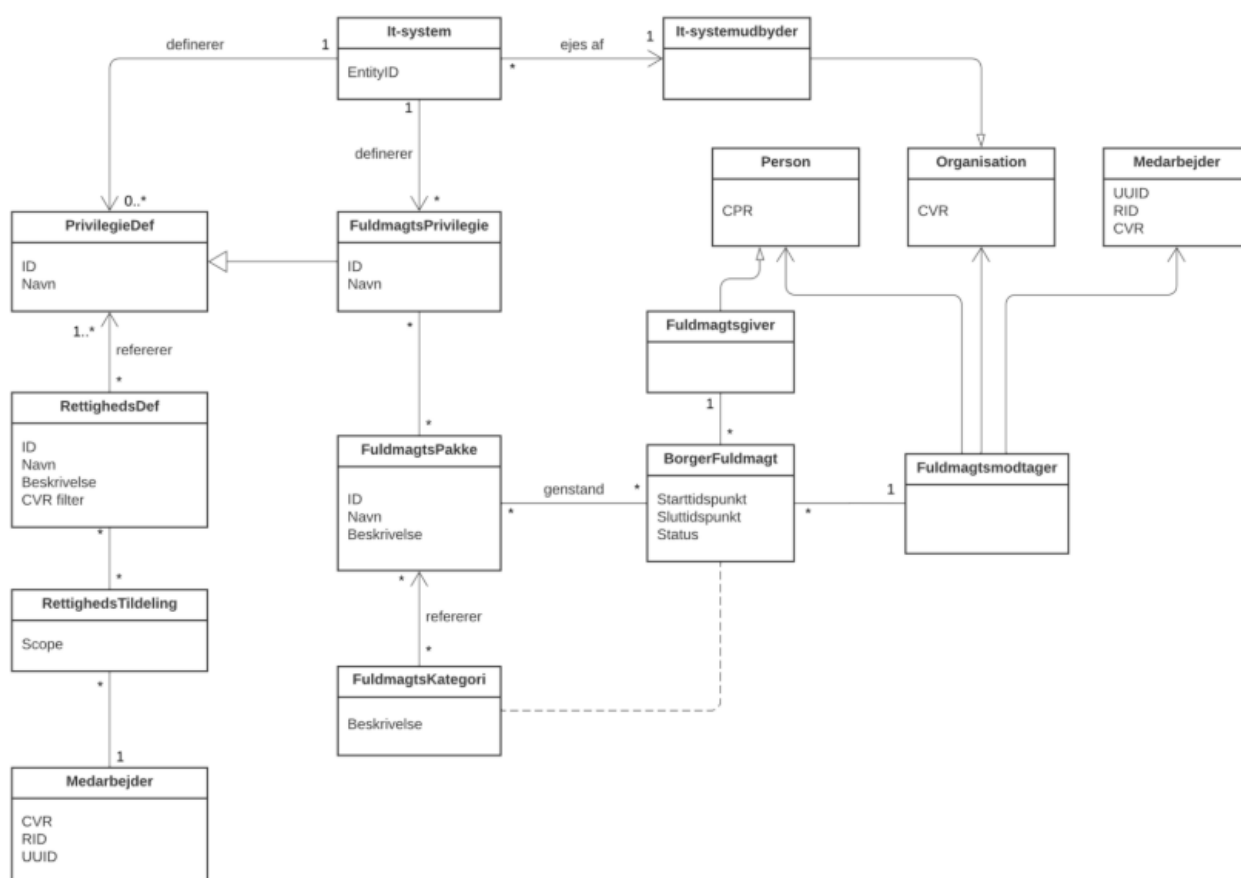 It-system
EntityID
definerer
1
ejes af
*
1
It-systemudbyder
1
definerer
*
0..*
Person
CPR
Organisation
CVR
Medarbejder
UUID
RID
CVR
PrivilegieDef
ID
Navn
FuldmagtsPrivilegie
ID
Navn
1..*
refererer
*
*
*
Fuldmagtsgiver
1
*
RettighedsDef
ID
Navn
Beskrivelse
CVR filter
FuldmagtsPakke
ID
Navn
Beskrivelse
genstand
*
*
BorgerFuldmagt
Starttidspunkt
Sluttidspunkt
Status
*
1
Fuldmagtsmodtager
*
*
RettighedsTildeling
Scope
*
refererer
*
FuldmagtsKategori
Beskrivelse
*
1
Medarbejder
CVR
RID
UUID